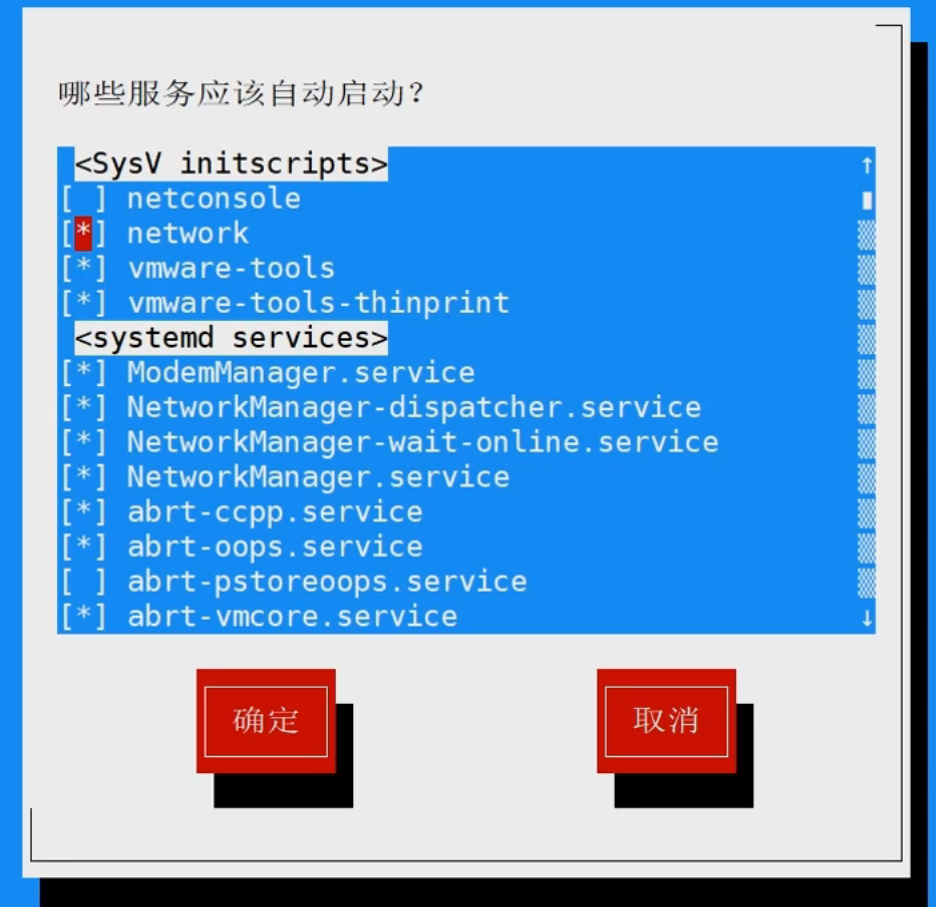 哪些服务应该自动启动？
<SysV initscripts>
[ ] netconsole
[*] network
[*] vmware-tools
[*] vmware-tools-thinprint
<systemd services>
[*] ModemManager.service
[*] NetworkManager-dispatcher.service
[*] NetworkManager-wait-online.service
[*] NetworkManager.service
[*] abrt-ccpp.service
[*] abrt-oops.service
[ ] abrt-pstoreoops.service
[*] abrt-vmcore.service
确定
取消